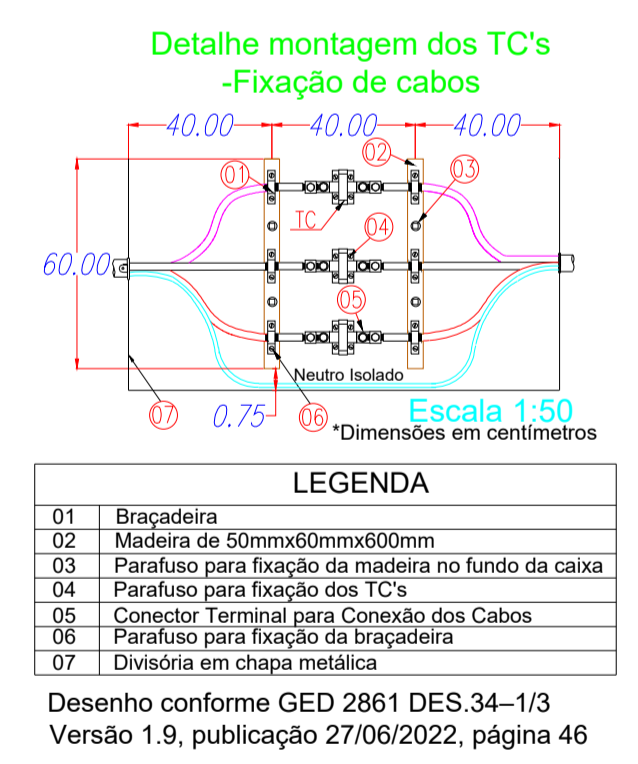 Detalhe montagem dos TC's
-Fixação de cabos
40.00 40.00 40.00
02
01 03
TC
04
60.00
05
Neutro Isolado
07 0.75 06 Escala 1:50
*Dimensões em centímetros
LEGENDA
01 Braçadeira
02 Madeira de 50mmx60mmx600mm
03 Parafuso para fixação da madeira no fundo da caixa
04 Parafuso para fixação dos TC's
05 Conector Terminal para Conexão dos Cabos
06 Parafuso para fixação da braçadeira
07 Divisória em chapa metálica
Desenho conforme GED 2861 DES.34–1/3
Versão 1.9, publicação 27/06/2022, página 46